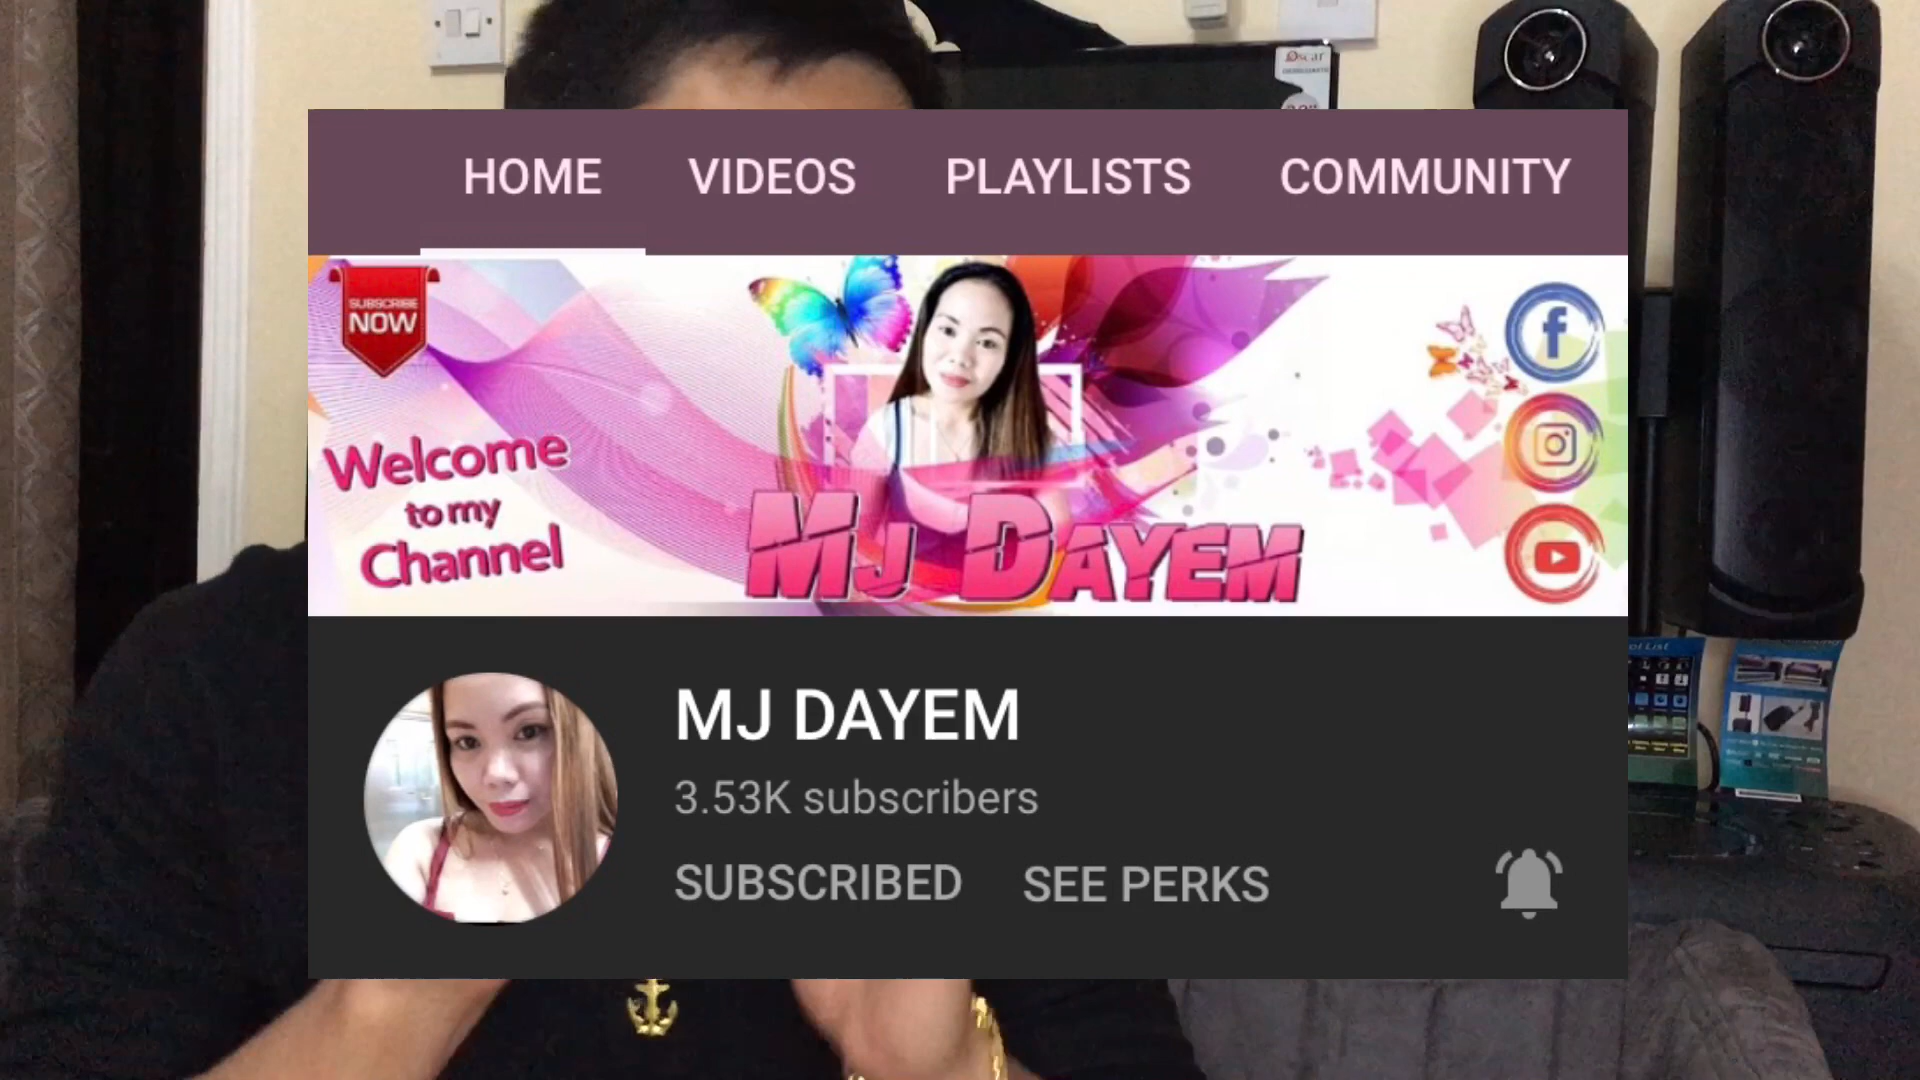 Oscar
HOME VIDEOS PLAYLISTS COMMUNITY
SUBSCRIBE
NOW
Welcome
to my
Channel
MJ DAYEM
MJ DAYEM
3.53K subscribers
SUBSCRIBED SEE PERKS